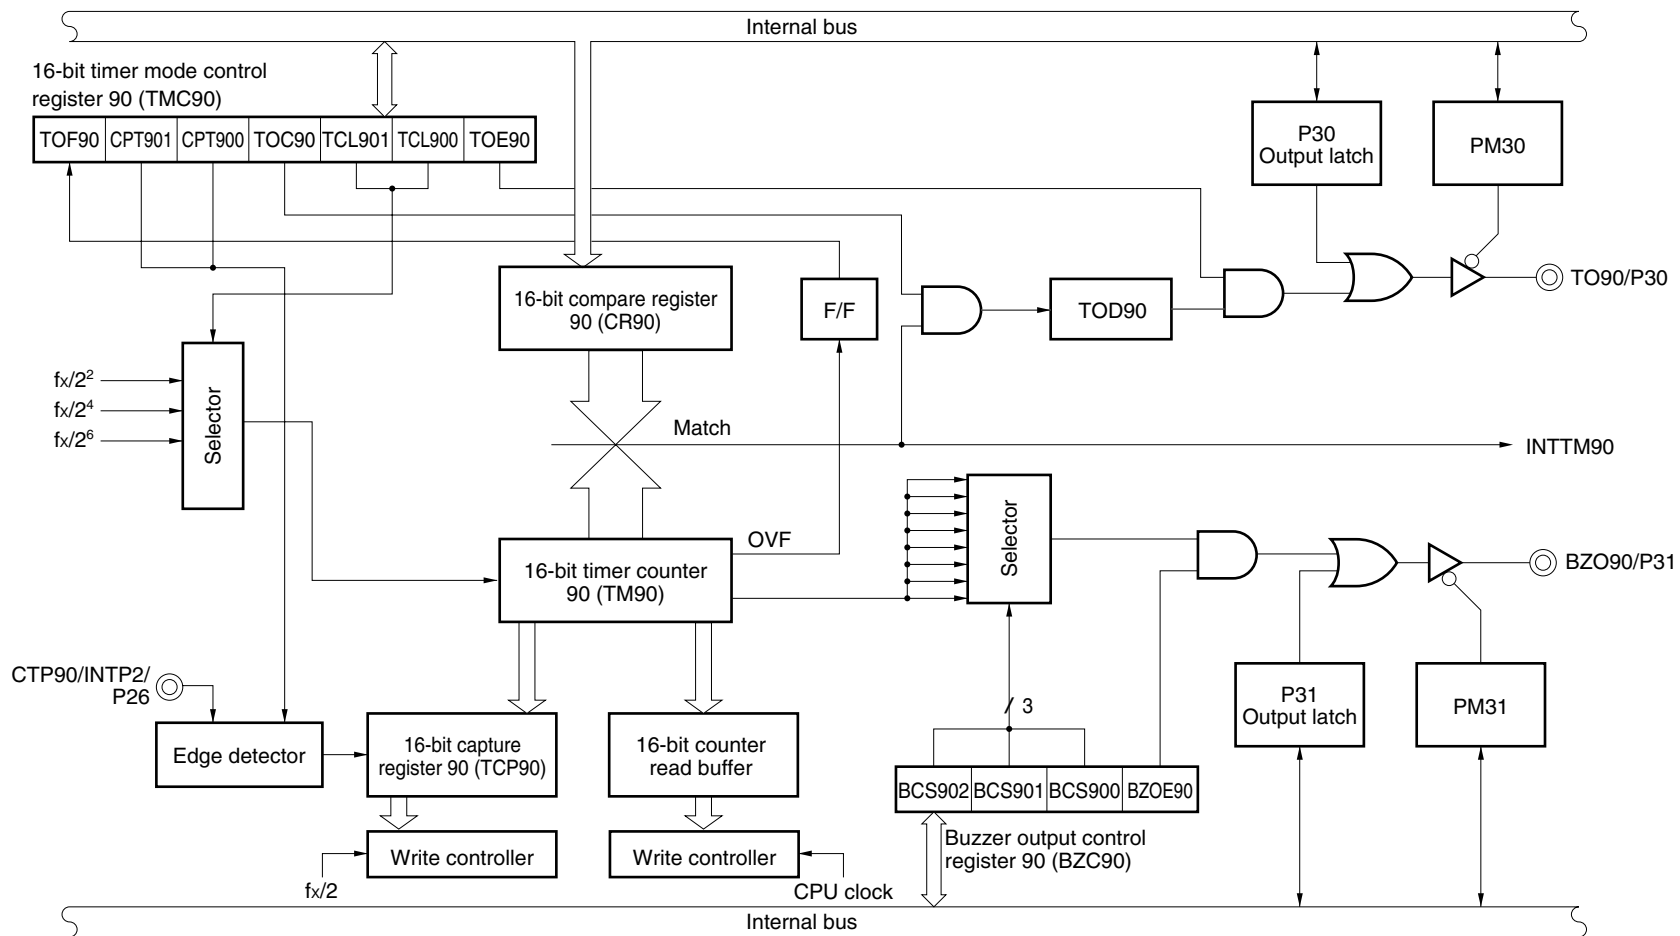 Internal bus
16-bit timer mode control
register 90 (TMC90)
TOF90 CPT901 CPT900 TOC90 TCL901 TCL900 TOE90
P30
Output latch
PM30
16-bit compare register
90 (CR90)
F/F
TOD90
TO90/P30
fx/2²
fx/2⁴
fx/2⁶
Selector
Match
INTTM90
OVF
16-bit timer counter
90 (TM90)
Selector
BZO90/P31
CTP90/INTP2/
P26
Edge detector
16-bit capture
register 90 (TCP90)
16-bit counter
read buffer
3
P31
Output latch
PM31
BCS902 BCS901 BCS900 BZOE90
Buzzer output control
register 90 (BZC90)
Write controller
Write controller
fx/2
CPU clock
Internal bus